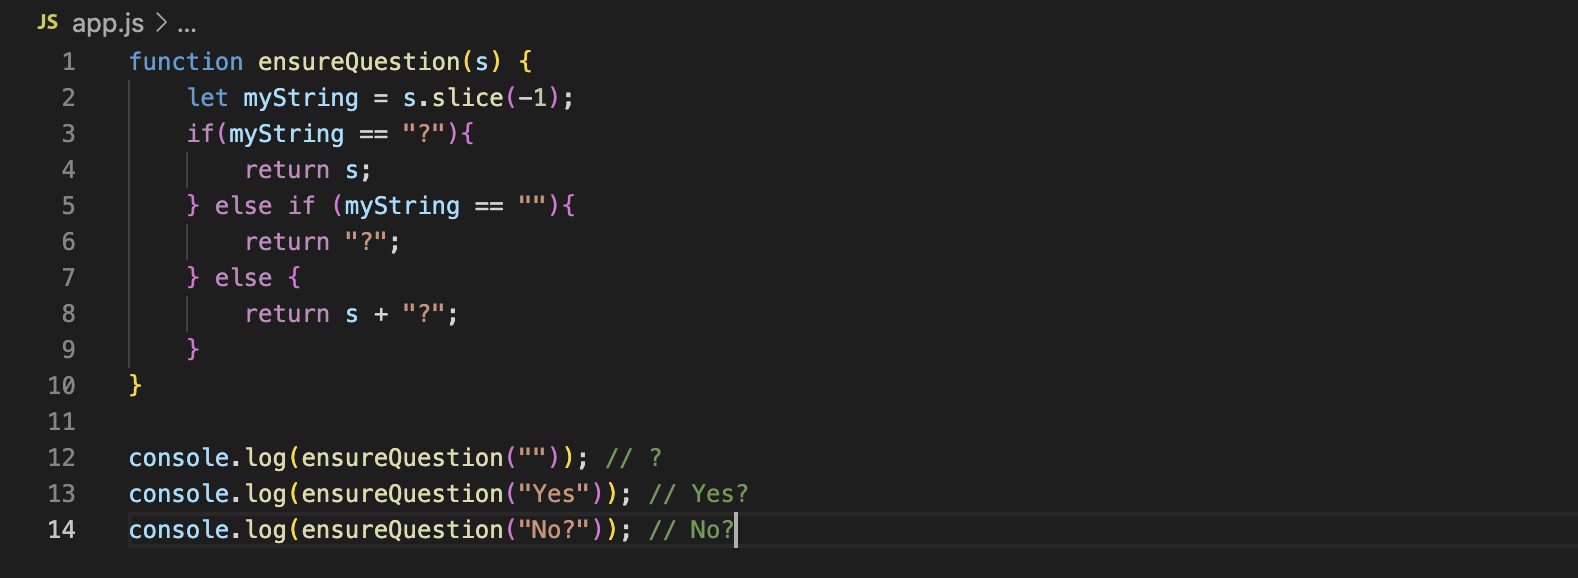 JS app.js > ...
1 function ensureQuestion(s) {
2     let myString = s.slice(-1);
3     if(myString == "?"){
4         return s;
5     } else if (myString == ""){
6         return "?";
7     } else {
8         return s + "?";
9     }
10 }
11
12 console.log(ensureQuestion("")); // ?
13 console.log(ensureQuestion("Yes")); // Yes?
14 console.log(ensureQuestion("No?")); // No?